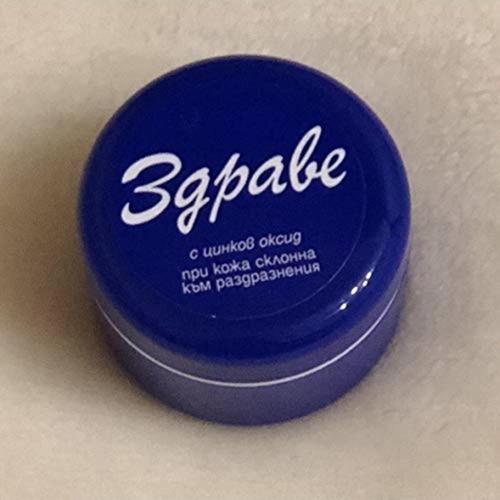 Здраве
с цинков оксид
при кожа склонна
към раздразнения